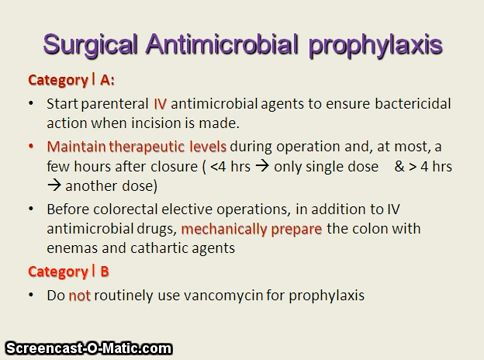 Surgical Antimicrobial prophylaxis
Category I A:
• Start parenteral IV antimicrobial agents to ensure bactericidal
action when incision is made.
• Maintain therapeutic levels during operation and, at most, a
few hours after closure ( <4 hrs → only single dose & > 4 hrs
→ another dose)
• Before colorectal elective operations, in addition to IV
antimicrobial drugs, mechanically prepare the colon with
enemas and cathartic agents
Category I B
• Do not routinely use vancomycin for prophylaxis
Screencast-O-Matic.com